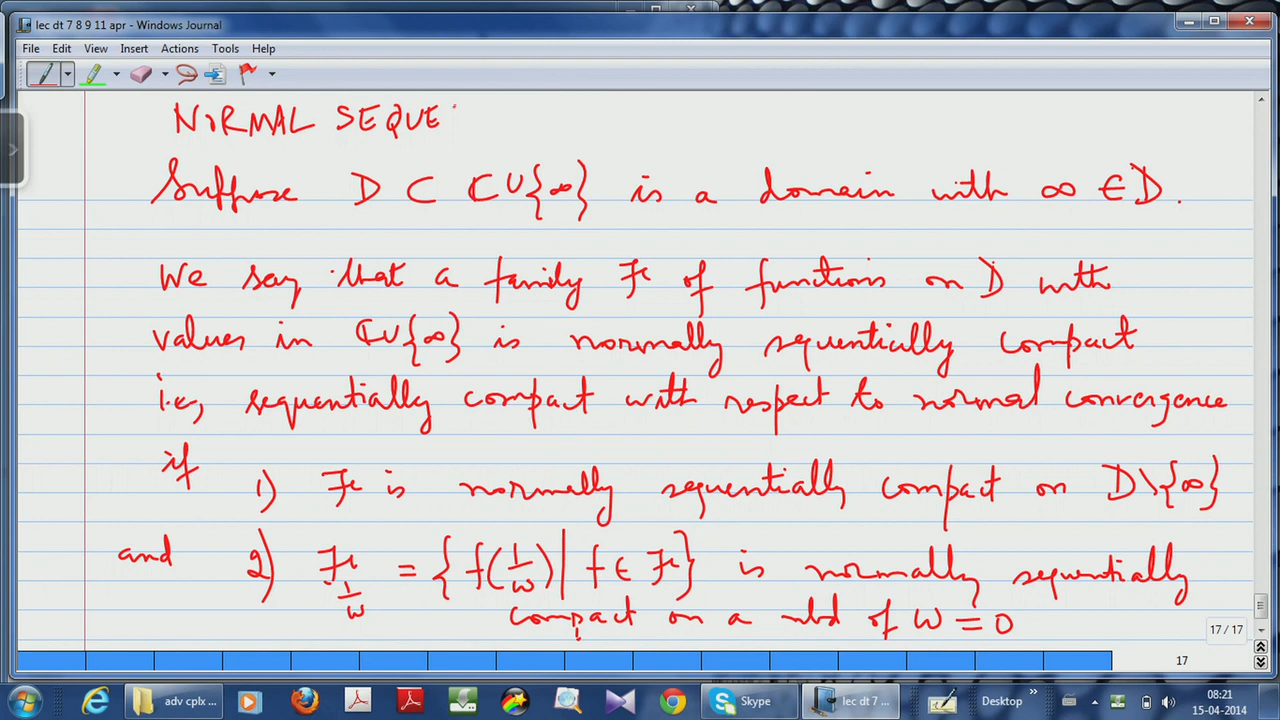 lec dt 7 8 9 11 apr - Windows Journal
File Edit View Insert Actions Tools Help
NORMAL SEQUE
Suppose D ⊂ ℂ∪{∞} is a domain with ∞ ∈ D.
We say that a family ℱ of functions on D with
values in ℂ∪{∞} is normally sequentially compact
i.e., sequentially compact with respect to normal convergence
if 1) ℱ is normally sequentially compact on D\{∞}
and 2) ℱ_{1/w} = {f(1/w) | f ∈ ℱ} is normally sequentially
compact on a nbd of w = 0
17 / 17
17
adv cplx ... Skype lec dt 7 ... Desktop » 08:21
15-04-2014